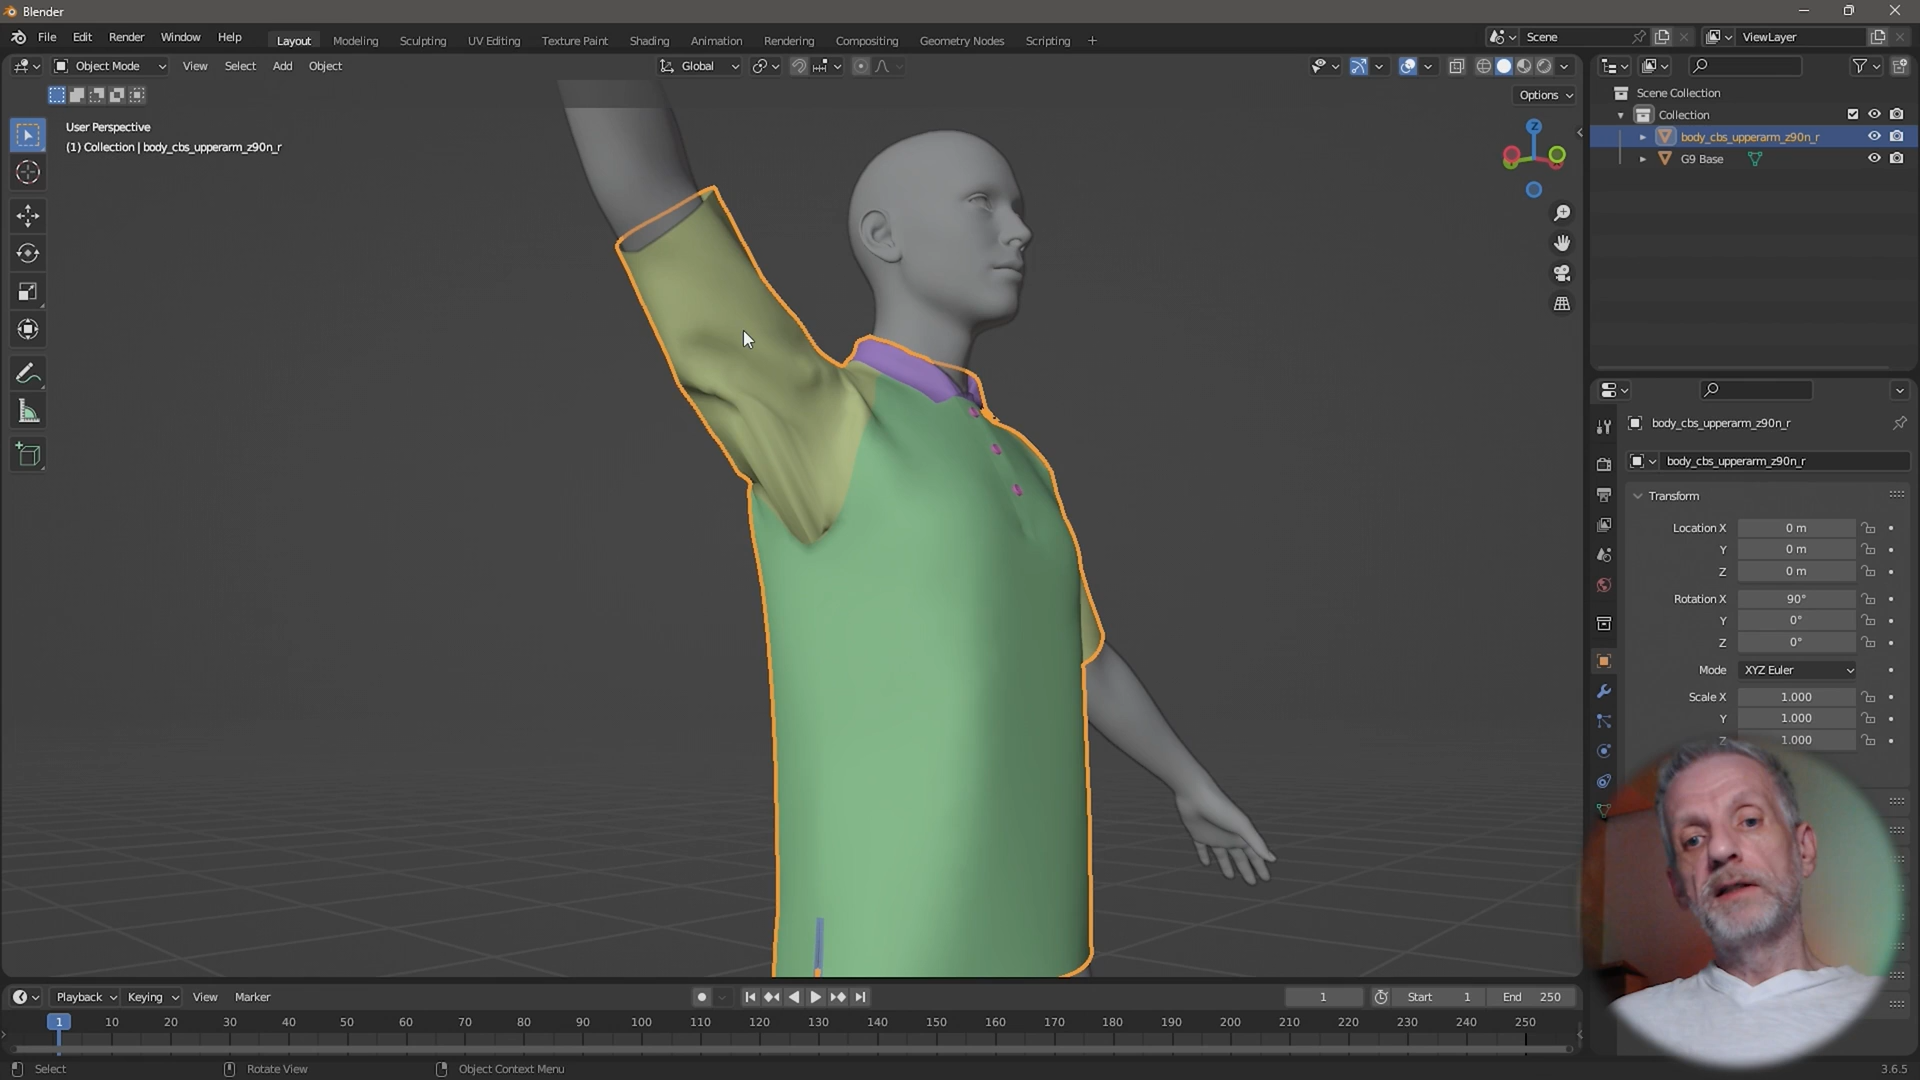 Blender
File Edit Render Window Help
Layout Modeling Sculpting UV Editing Texture Paint Shading Animation Rendering Compositing Geometry Nodes Scripting +
Scene
ViewLayer
Object Mode View Select Add Object
Global
Options
User Perspective
(1) Collection | body_cbs_upperarm_z90n_r
Z
Scene Collection
Collection
body_cbs_upperarm_z90n_r
G9 Base
body_cbs_upperarm_z90n_r
body_cbs_upperarm_z90n_r
Transform
Location X 0 m
Y 0 m
Z 0 m
Rotation X 90°
Y 0°
Z 0°
Mode XYZ Euler
Scale X 1.000
Y 1.000
Z 1.000
Playback Keying View Marker
1 Start 1 End 250
1 10 20 30 40 50 60 70 80 90 100 110 120 130 140 150 160 170 180 190 200 210 220 230 240 250
Select Rotate View Object Context Menu
3.6.5